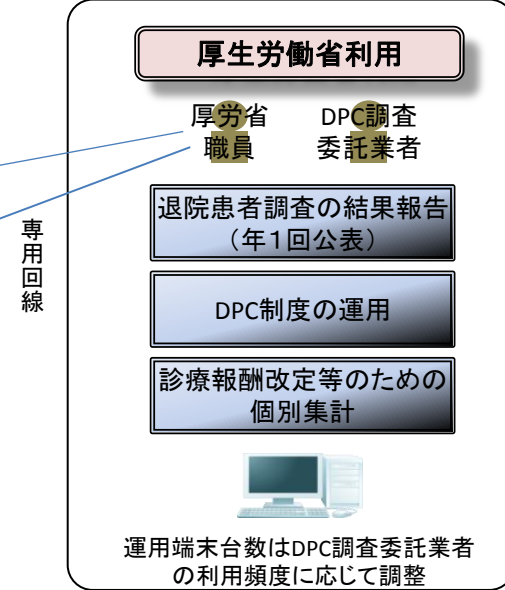 厚生労働省利用
厚労省
職員
DPC調査
委託業者
専用回線
退院患者調査の結果報告
（年１回公表）
DPC制度の運用
診療報酬改定等のための
個別集計
運用端末台数はDPC調査委託業者
の利用頻度に応じて調整